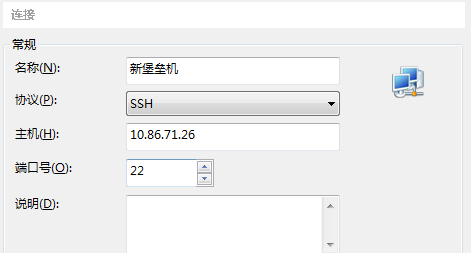 连接
常规
名称(N): 新堡垒机
协议(P): SSH
主机(H): 10.86.71.26
端口号(O): 22
说明(D):